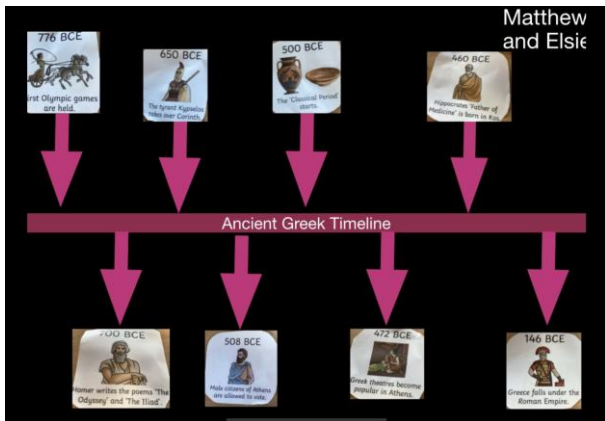 Matthew
and Elsie
776 BCE
First Olympic games
are held.
650 BCE
The tyrant Kypselos
takes over Corinth
500 BCE
The 'Classical Period'
starts.
460 BCE
Hippocrates 'Father of
Medicine' is born in Kos.
Ancient Greek Timeline
700 BCE
Homer writes the poems 'The
Odyssey' and 'The Iliad'.
508 BCE
Male citizens of Athens
are allowed to vote.
472 BCE
Greek theatres become
popular in Athens.
146 BCE
Greece falls under the
Roman Empire.